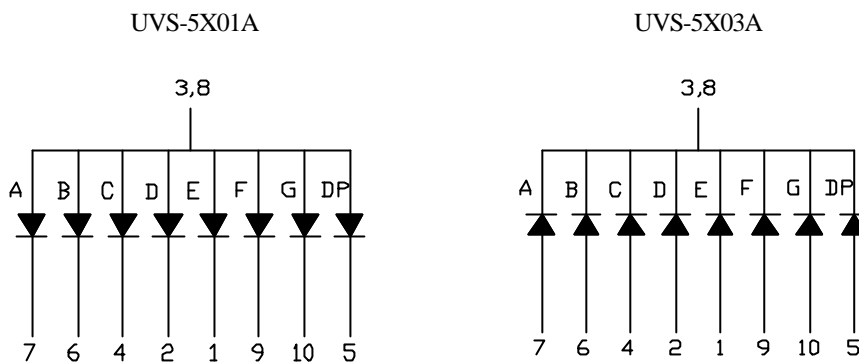 UVS-5X01A UVS-5X03A
3,8 3,8
A B C D E F G DP A B C D E F G DP
7 6 4 2 1 9 10 5 7 6 4 2 1 9 10 5